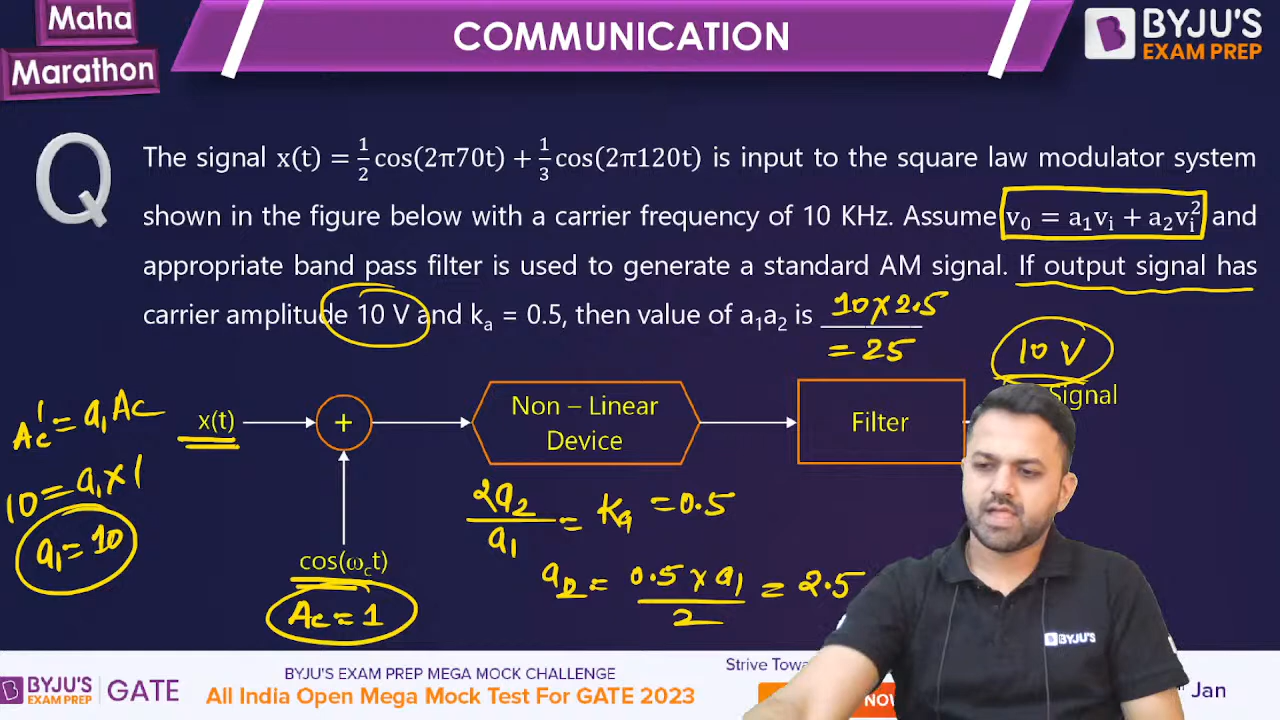 Maha
Marathon
COMMUNICATION
BYJU'S
EXAM PREP
Q
The signal x(t) = 1/2 cos(2π70t) + 1/3 cos(2π120t) is input to the square law modulator system
shown in the figure below with a carrier frequency of 10 KHz. Assume v₀ = a₁vᵢ + a₂vᵢ² and
appropriate band pass filter is used to generate a standard AM signal. If output signal has
carrier amplitude 10 V and kₐ = 0.5, then value of a₁a₂ is ______
10×2.5
= 25
10 V
Signal
Ac' = a₁Ac
x(t)
+
Non – Linear
Device
Filter
10 = a₁×1
a₁ = 10
2a₂/a₁ = Ka = 0.5
cos(ω꜀t)
Ac = 1
a₂ = 0.5×a₁/2 = 2.5
BYJU'S
BYJU'S
EXAM PREP
GATE
BYJU'S EXAM PREP MEGA MOCK CHALLENGE
All India Open Mega Mock Test For GATE 2023
Strive
NOW
Jan